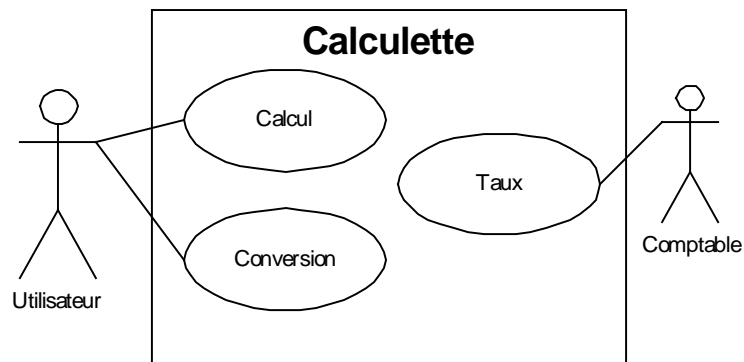 Calculette
Calcul
Taux
Conversion
Comptable
Utilisateur